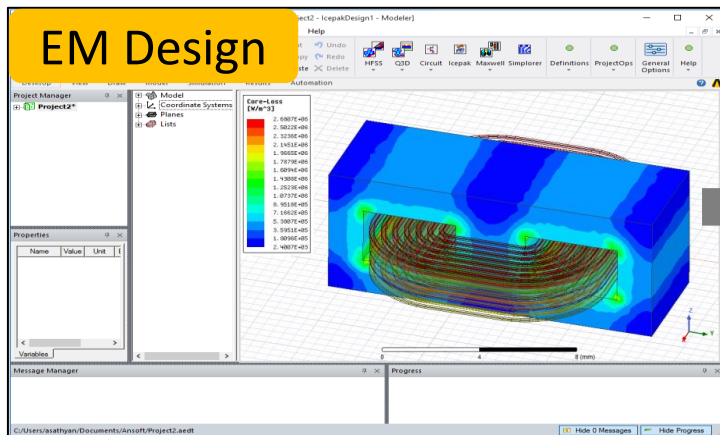 EM Design
ect2 - IcepakDesign1 - Modeler]
Help
Undo
Redo
Delete
HFSS Q3D Circuit Icepak Maxwell Simplorer Definitions ProjectOps General Options Help
Automation
Project Manager
Project2*
Model
Coordinate Systems
Planes
Lists
Core-Loss
[W/m^3]
2.6807E+06
2.5022E+06
2.3236E+06
2.1451E+06
1.9665E+06
1.7879E+06
1.6094E+06
1.4308E+06
1.2523E+06
1.0737E+06
8.9518E+05
7.1662E+05
5.3807E+05
3.5951E+05
1.8096E+05
2.4007E+03
Properties
Name Value Unit E
Variables
Z
Y
0 4 8 (mm)
Message Manager
Progress
C:/Users/asathyan/Documents/Ansoft/Project2.aedt
Hide 0 Messages
Hide Progress